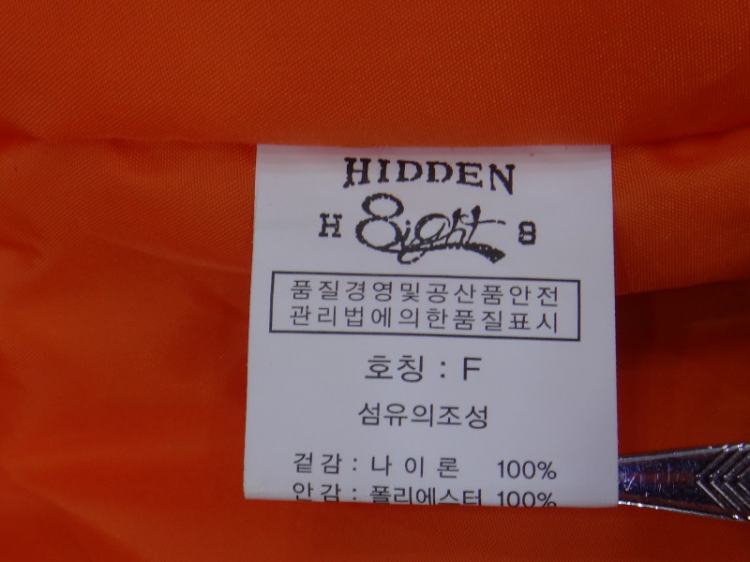 HIDDEN
H 8ight 8
품질경영및공산품안전
관리법에의한품질표시
호칭 : F
섬유의조성
겉감 : 나이론 100%
안감 : 폴리에스터 100%